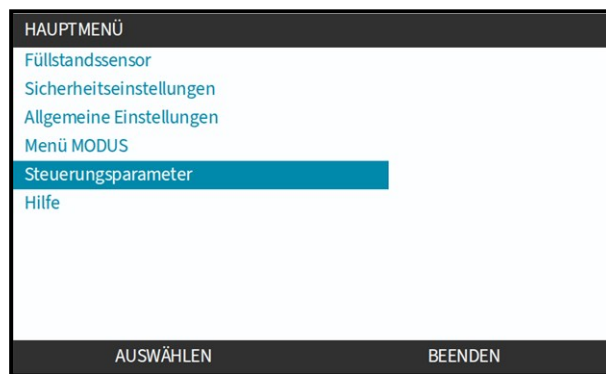 HAUPTMENÜ
Füllstandssensor
Sicherheitseinstellungen
Allgemeine Einstellungen
Menü MODUS
Steuerungsparameter
Hilfe
AUSWÄHLEN BEENDEN